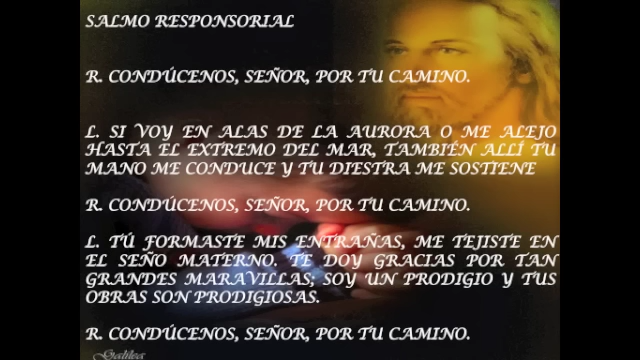 SALMO RESPONSORIAL
R. CONDÚCENOS, SEÑOR, POR TU CAMINO.
L. SI VOY EN ALAS DE LA AURORA O ME ALEJO
HASTA EL EXTREMO DEL MAR, TAMBIÉN ALLÍ TU
MANO ME CONDUCE Y TU DIESTRA ME SOSTIENE
R. CONDÚCENOS, SEÑOR, POR TU CAMINO.
L. TÚ FORMASTE MIS ENTRAÑAS, ME TEJISTE EN
EL SEÑO MATERNO. TE DOY GRACIAS POR TAN
GRANDES MARAVILLAS; SOY UN PRODIGIO Y TUS
OBRAS SON PRODIGIOSAS.
R. CONDÚCENOS, SEÑOR, POR TU CAMINO.
Galilea